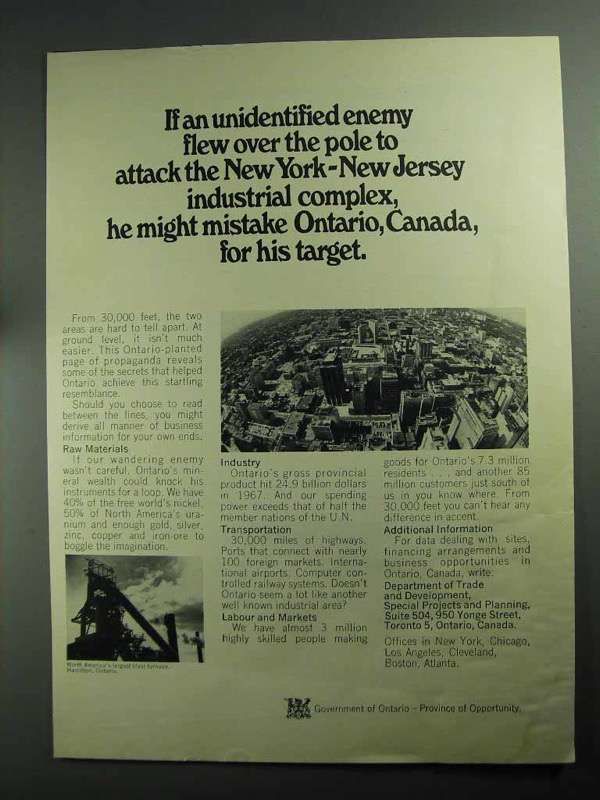 If an unidentified enemy
flew over the pole to
attack the New York-New Jersey
industrial complex,
he might mistake Ontario, Canada,
for his target.
From 30,000 feet, the two
areas are hard to tell apart. At
ground level, it isn't much
easier. This Ontario-planted
page of propaganda reveals
some of the secrets that helped
Ontario achieve this startling
resemblance.
Should you choose to read
between the lines, you might
derive all manner of business
information for your own ends.
Raw Materials
If our wandering enemy
wasn't careful, Ontario's min-
eral wealth could knock his
instruments for a loop. We have
40% of the free world's nickel,
50% of North America's ura-
nium and enough gold, silver,
zinc, copper and iron-ore to
boggle the imagination.
North America's largest blast furnace,
Hamilton, Ontario.
Industry
Ontario's gross provincial
product hit 24.9 billion dollars
in 1967. And our spending
power exceeds that of half the
member nations of the U.N.
Transportation
30,000 miles of highways.
Ports that connect with nearly
100 foreign markets. Interna-
tional airports. Computer con-
trolled railway systems. Doesn't
Ontario seem a lot like another
well known industrial area?
Labour and Markets
We have almost 3 million
highly skilled people making
goods for Ontario's 7.3 million
residents . . . and another 85
million customers just south of
us in you know where. From
30,000 feet you can't hear any
difference in accent.
Additional Information
For data dealing with sites,
financing arrangements and
business opportunities in
Ontario, Canada, write:
Department of Trade
and Development,
Special Projects and Planning,
Suite 504, 950 Yonge Street,
Toronto 5, Ontario, Canada.
Offices in New York, Chicago,
Los Angeles, Cleveland,
Boston, Atlanta.
Government of Ontario – Province of Opportunity.